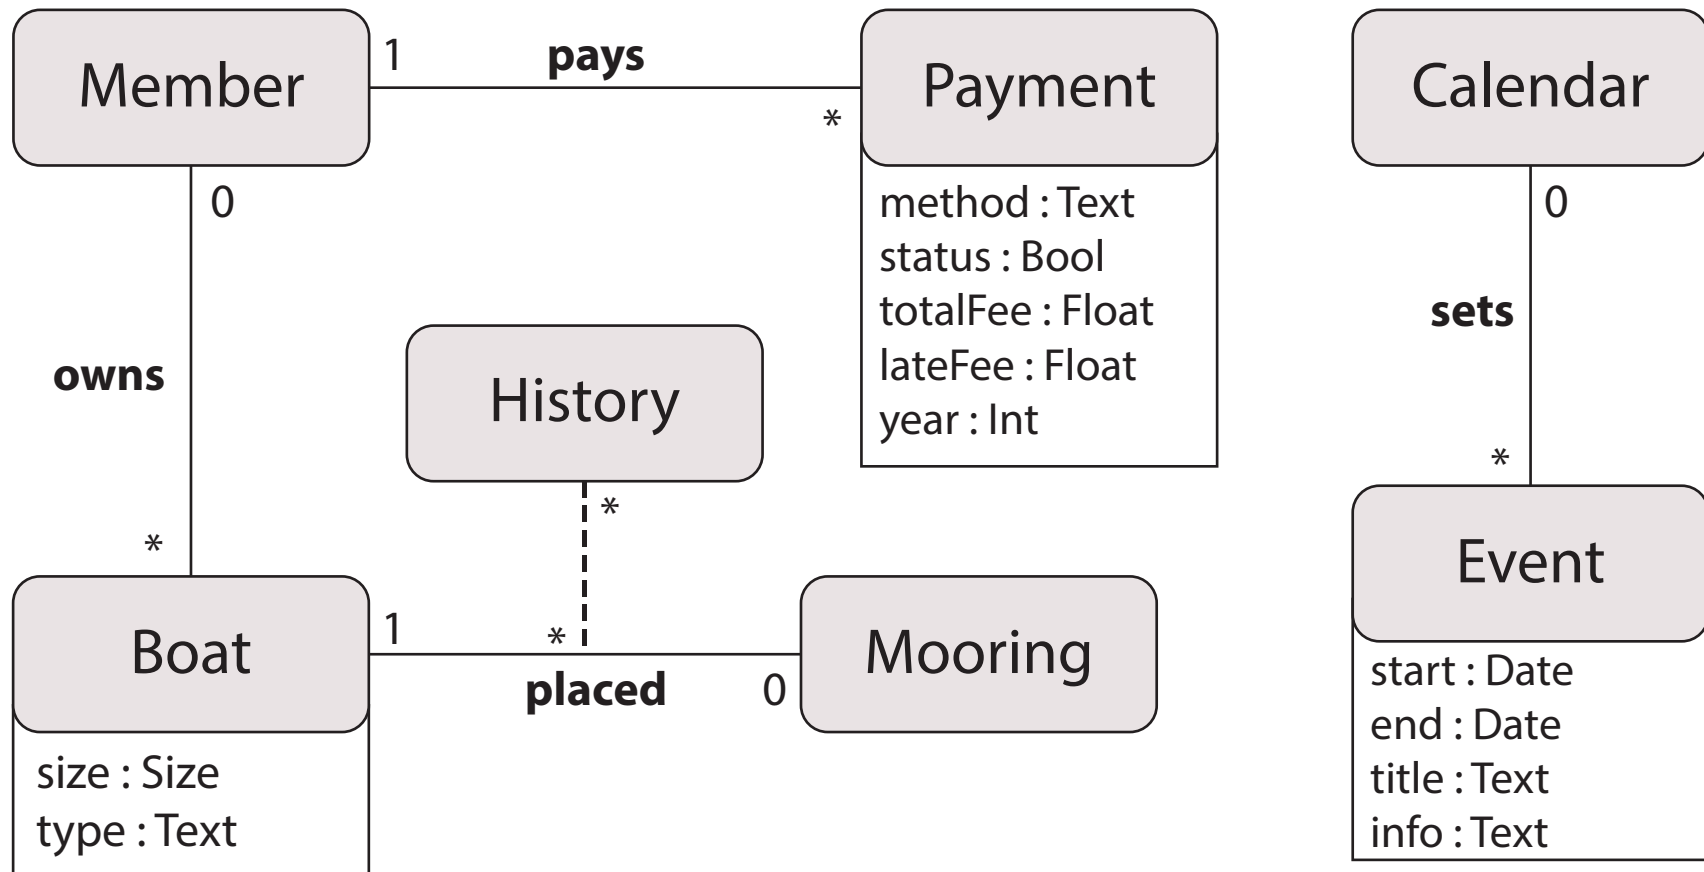 Member
1
pays
*
Payment
method : Text
status : Bool
totalFee : Float
lateFee : Float
year : Int
Calendar
0
sets
*
Event
start : Date
end : Date
title : Text
info : Text
0
owns
*
History
*
Boat
size : Size
type : Text
1
*
placed
0
Mooring